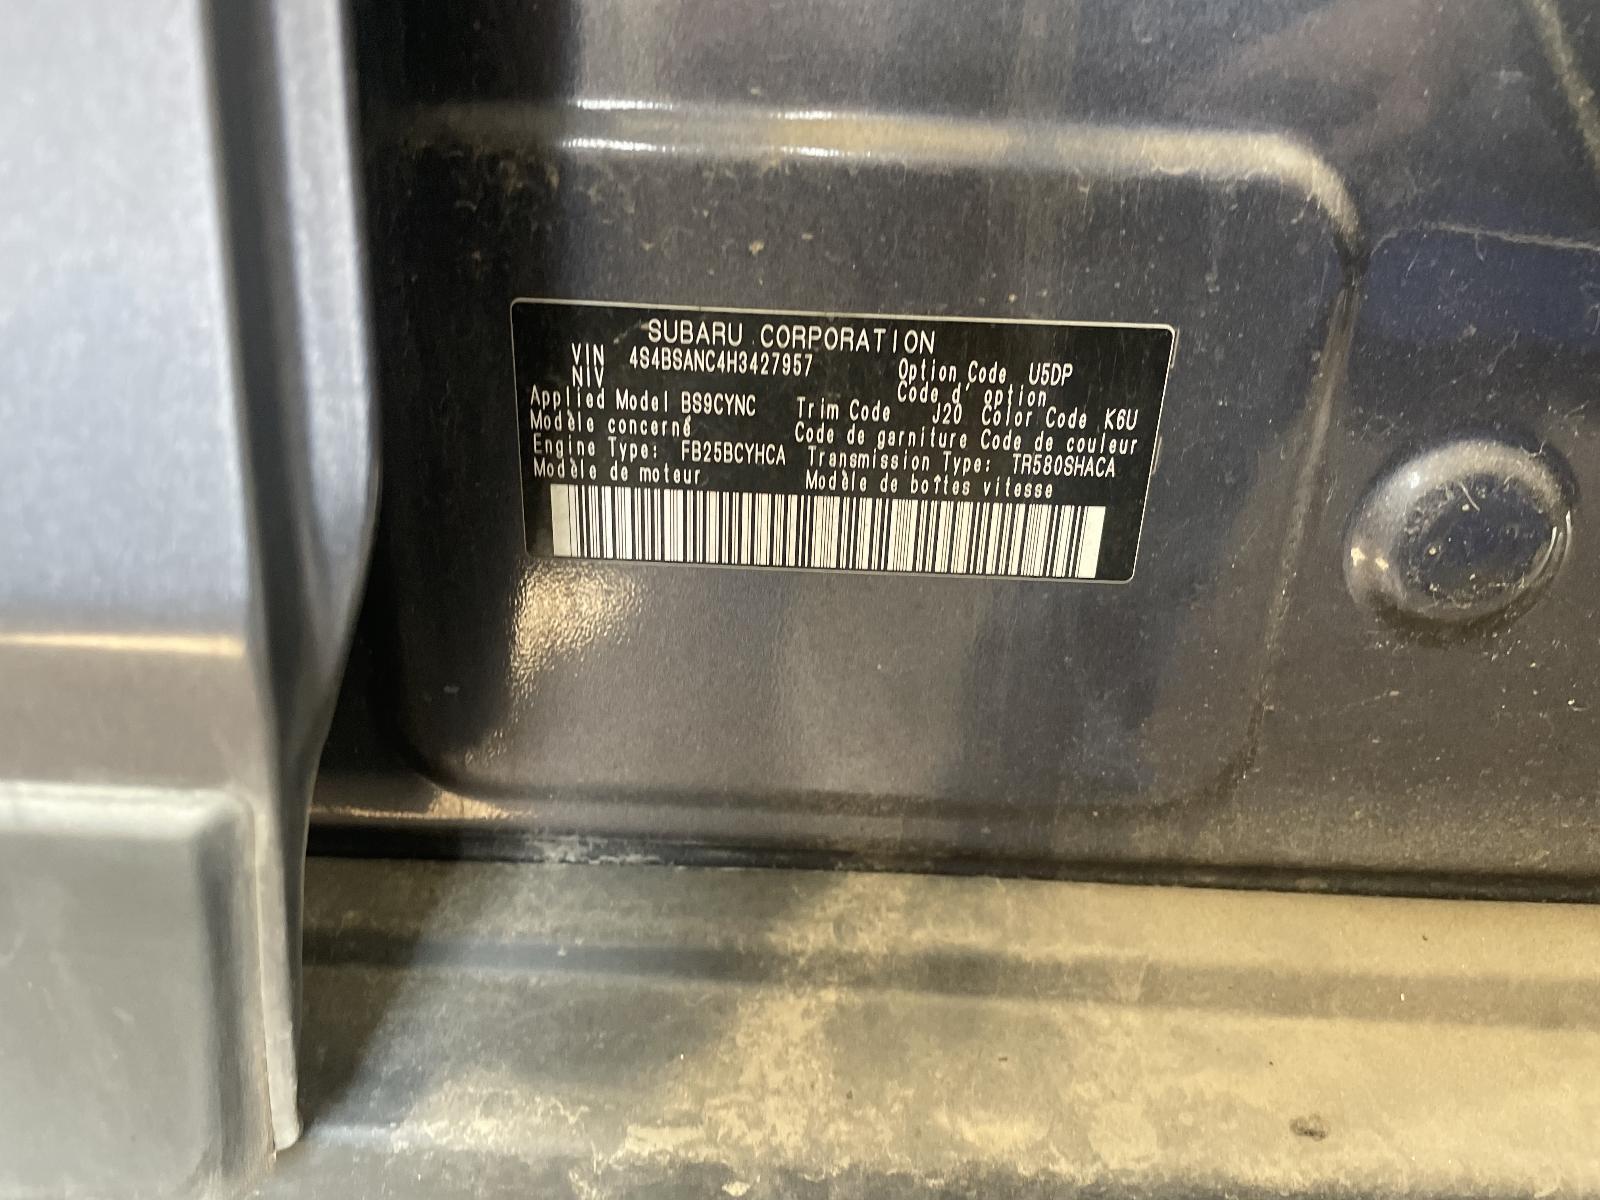 SUBARU CORPORATION
VIN 4S4BSANC4H3427957
NIV
Option Code U5DP
Code d'option
Applied Model BS9CYNC Trim Code J20 Color Code K6U
Modèle concerné Code de garniture Code de couleur
Engine Type: FB25BCYHCA Transmission Type: TR580SHACA
Modèle de moteur Modèle de boîtes vitesse